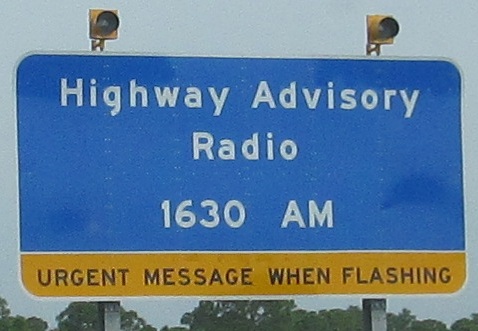 Highway Advisory
Radio
1630 AM
URGENT MESSAGE WHEN FLASHING